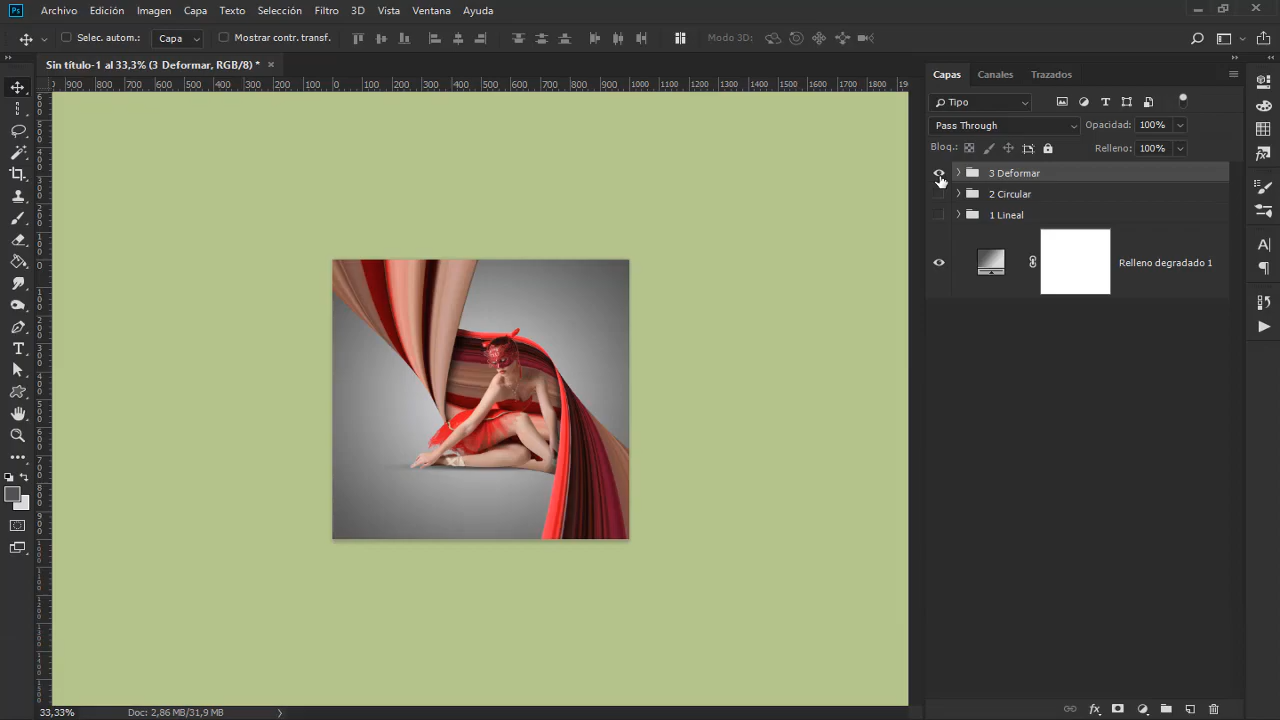 Ps Archivo Edición Imagen Capa Texto Selección Filtro 3D Vista Ventana Ayuda
Selec. autom.: Capa Mostrar contr. transf. Modo 3D:
Sin título-1 al 33,3% (3 Deformar, RGB/8) * ×
900 800 700 600 500 400 300 200 100 0 100 200 300 400 500 600 700 800 900 1000 1100 1200 1300 1400 1500 1600 1700 1800
Capas Canales Trazados
Tipo
Pass Through Opacidad: 100%
Bloq.: Relleno: 100%
3 Deformar
2 Circular
1 Lineal
Relleno degradado 1
33,33% Doc: 2,86 MB/31,9 MB